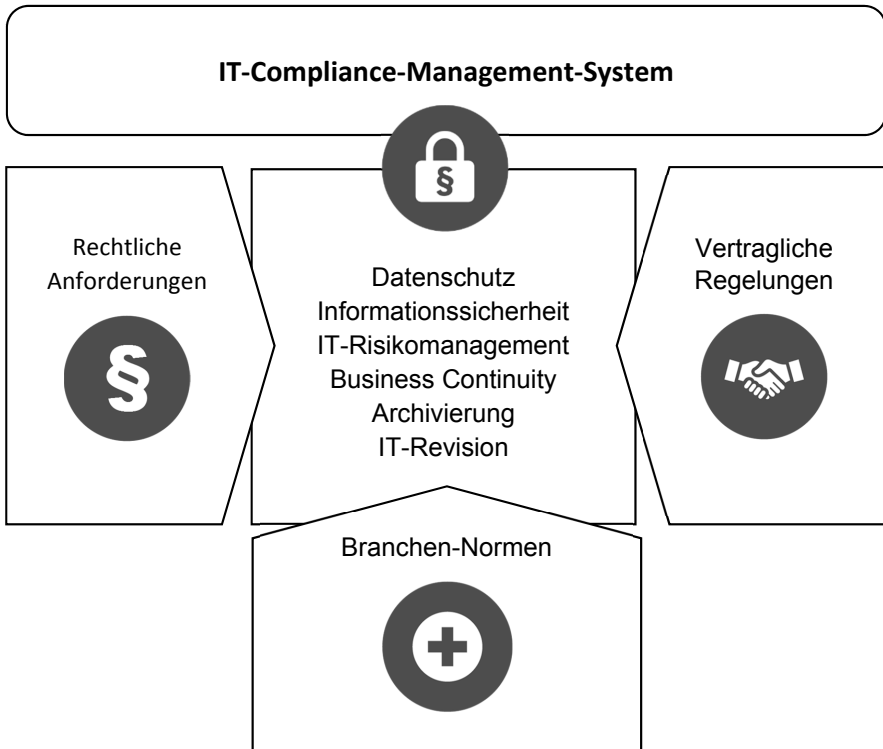 IT-Compliance-Management-System
§
Rechtliche
Anforderungen
§
Datenschutz
Informationssicherheit
IT-Risikomanagement
Business Continuity
Archivierung
IT-Revision
Vertragliche
Regelungen
Branchen-Normen